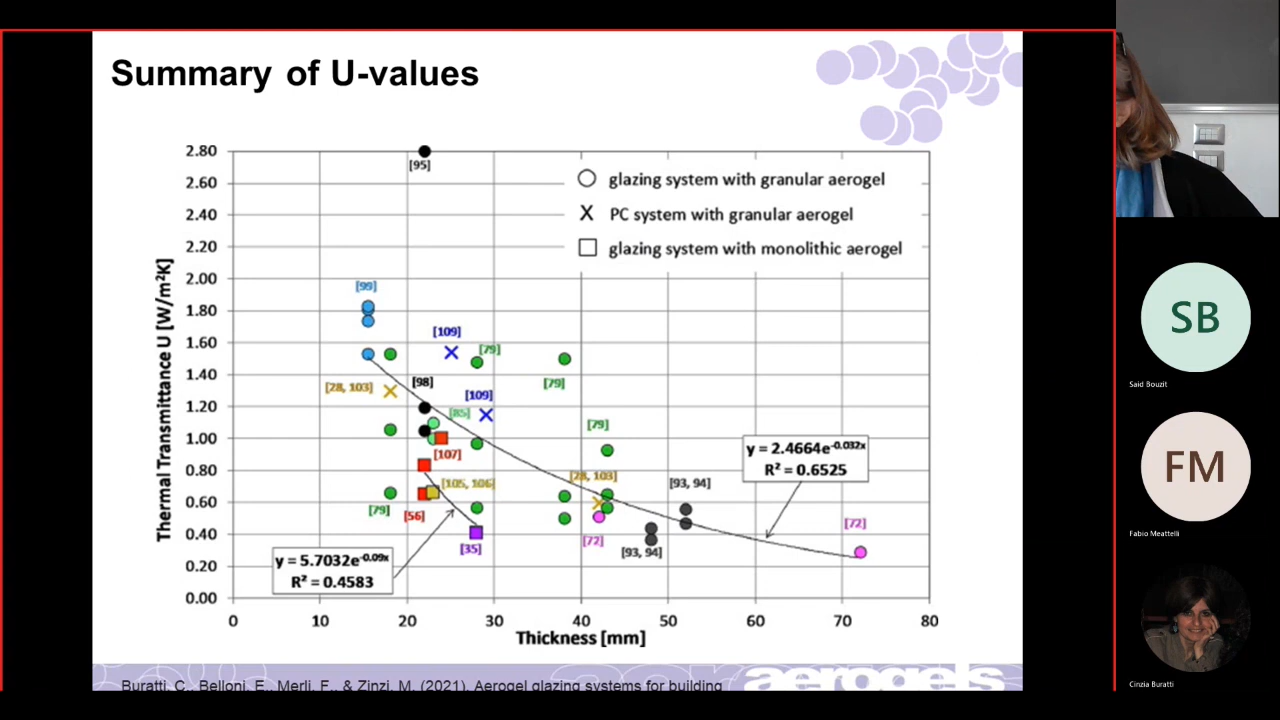 Summary of U-values
2.80
2.60
2.40
2.20
2.00
1.80
1.60
1.40
1.20
1.00
0.80
0.60
0.40
0.20
0.00
Thermal Transmittance U [W/m²K]
0 10 20 30 40 50 60 70 80
Thickness [mm]
glazing system with granular aerogel
PC system with granular aerogel
glazing system with monolithic aerogel
[95]
[99]
[109]
[79]
[79]
[28, 103]
[98]
[109]
[85]
[79]
[107]
[28, 103]
[105, 106]
[93, 94]
[79]
[56]
[72]
[72]
[35]
[93, 94]
y = 2.4664e-0.032x
R² = 0.6525
y = 5.7032e-0.09x
R² = 0.4583
Buratti, C., Belloni, E., Merli, F., & Zinzi, M. (2021). Aerogel glazing systems for building
aerogels
SB
Said Bouzit
FM
Fabio Meattelli
Cinzia Buratti